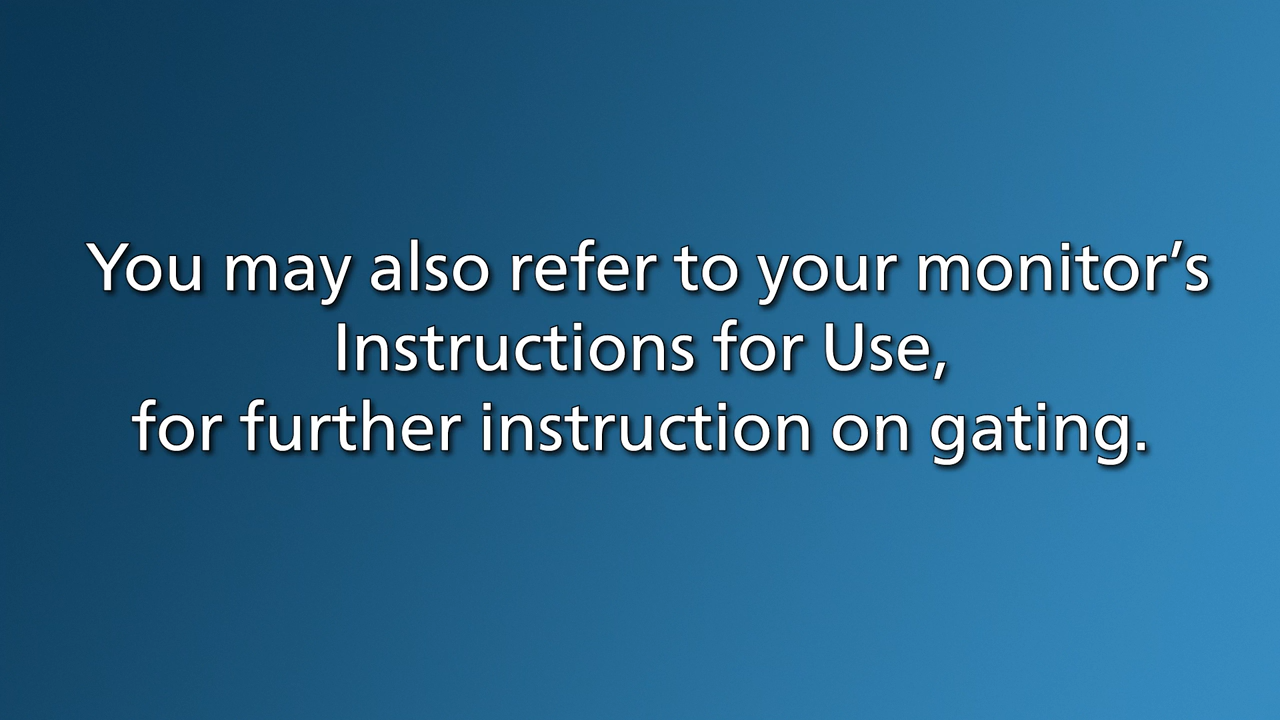 You may also refer to your monitor’s
Instructions for Use,
for further instruction on gating.